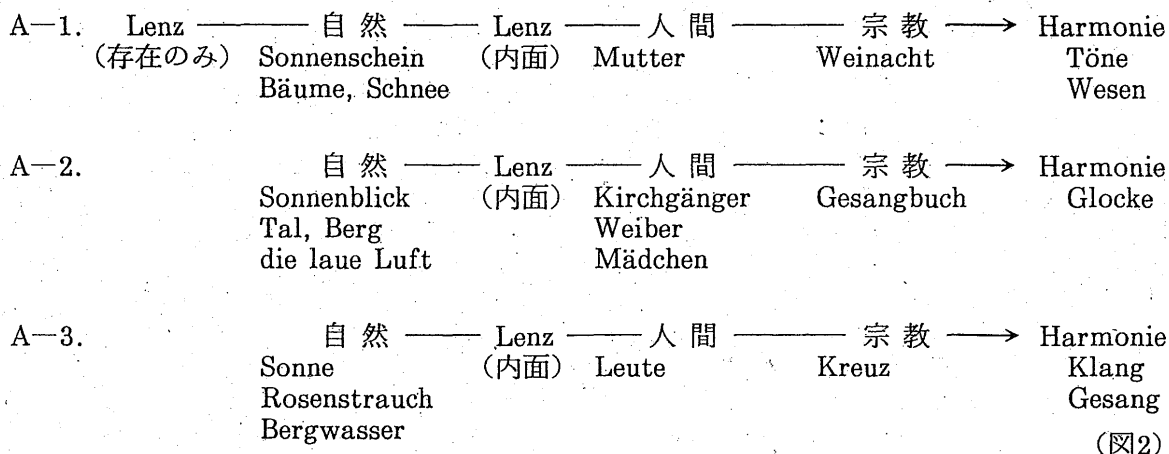 A—1. Lenz —— 自 然 —— Lenz —— 人 間 —— 宗 教 ⟶ Harmonie
(存在のみ) Sonnenschein (内面) Mutter Weinacht Töne
Bäume, Schnee Wesen
A—2. 自 然 —— Lenz —— 人 間 —— 宗 教 ⟶ Harmonie
Sonnenblick (内面) Kirchgänger Gesangbuch Glocke
Tal, Berg Weiber
die laue Luft Mädchen
A—3. 自 然 —— Lenz —— 人 間 —— 宗 教 ⟶ Harmonie
Sonne (内面) Leute Kreuz Klang
Rosenstrauch Gesang
Bergwasser
(図2)